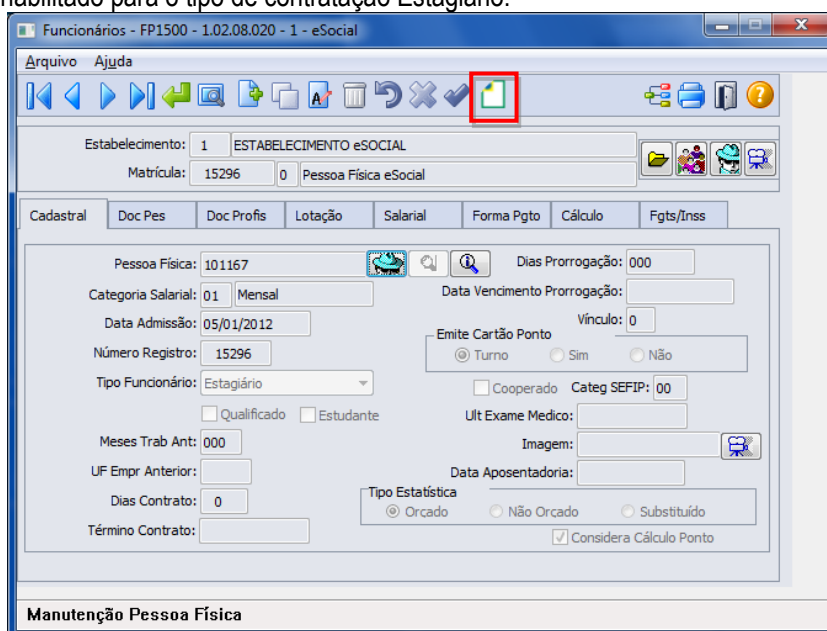 habilitado para o tipo de contratação Estagiário.
Funcionários - FP1500 - 1.02.08.020 - 1 - eSocial
Arquivo Ajuda
Estabelecimento: 1 ESTABELECIMENTO eSOCIAL
Matrícula: 15296 0 Pessoa Física eSocial
Cadastral Doc Pes Doc Profis Lotação Salarial Forma Pgto Cálculo Fgts/Inss
Pessoa Física: 101167 Dias Prorrogação: 000
Categoria Salarial: 01 Mensal Data Vencimento Prorrogação:
Data Admissão: 05/01/2012 Vínculo: 0
Emite Cartão Ponto
Número Registro: 15296 Turno Sim Não
Tipo Funcionário: Estagiário Cooperado Categ SEFIP: 00
Qualificado Estudante Ult Exame Medico:
Meses Trab Ant: 000 Imagem:
UF Empr Anterior: Data Aposentadoria:
Tipo Estatística
Dias Contrato: 0 Orçado Não Orçado Substituído
Término Contrato: Considera Cálculo Ponto
Manutenção Pessoa Física